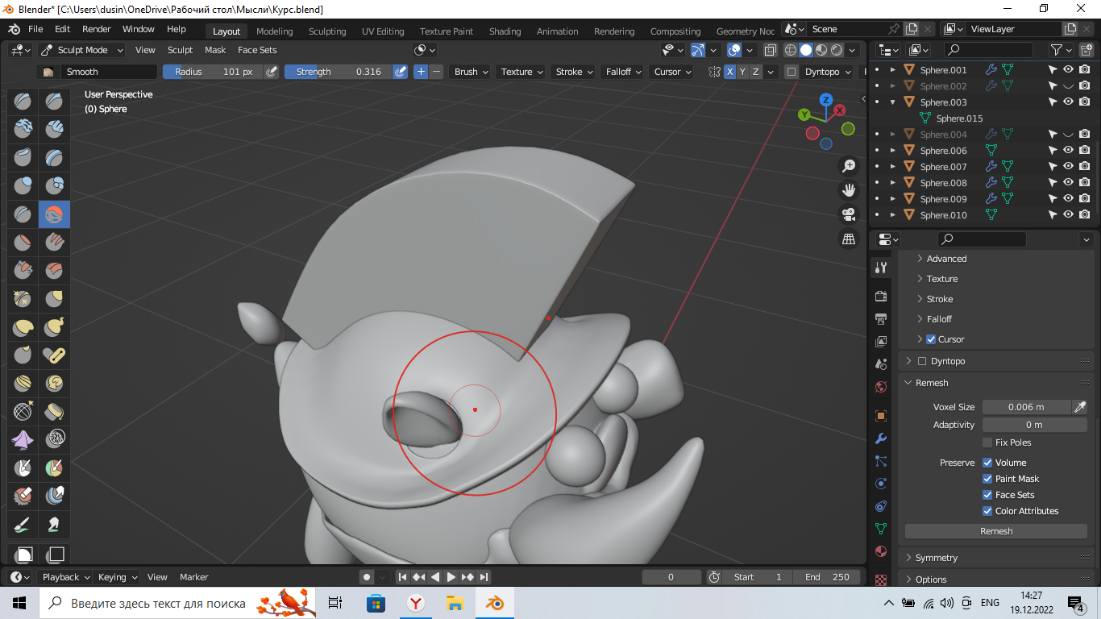 Blender* [C:\Users\dusin\OneDrive\Рабочий стол\Мысли\Курс.blend]
File Edit Render Window Help Layout Modeling Sculpting UV Editing Texture Paint Shading Animation Rendering Compositing Geometry Noc Scene ViewLayer
Sculpt Mode View Sculpt Mask Face Sets
Smooth Radius 101 px Strength 0.316 Brush Texture Stroke Falloff Cursor X Y Z Dyntopo
User Perspective
(0) Sphere
Z
X
Y
Sphere.001
Sphere.002
Sphere.003
Sphere.015
Sphere.004
Sphere.006
Sphere.007
Sphere.008
Sphere.009
Sphere.010
Advanced
Texture
Stroke
Falloff
Cursor
Dyntopo
Remesh
Voxel Size 0.006 m
Adaptivity 0 m
Fix Poles
Preserve Volume
Paint Mask
Face Sets
Color Attributes
Remesh
Symmetry
Options
Playback Keying View Marker 0 Start 1 End 250
Введите здесь текст для поиска
ENG
14:27
19.12.2022
4